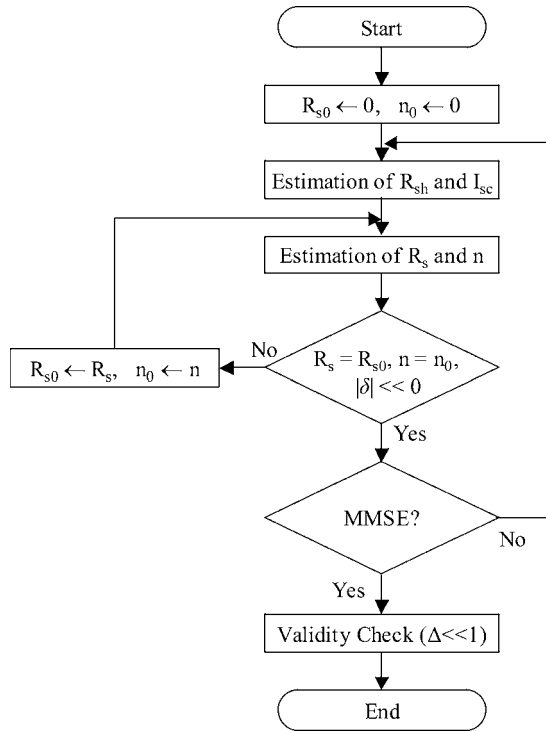 Start
R_s0 ← 0, n_0 ← 0
Estimation of R_sh and I_sc
Estimation of R_s and n
No
R_s0 ← R_s, n_0 ← n
R_s = R_s0, n = n_0,
|δ| << 0
Yes
MMSE?
No
Yes
Validity Check (Δ<<1)
End